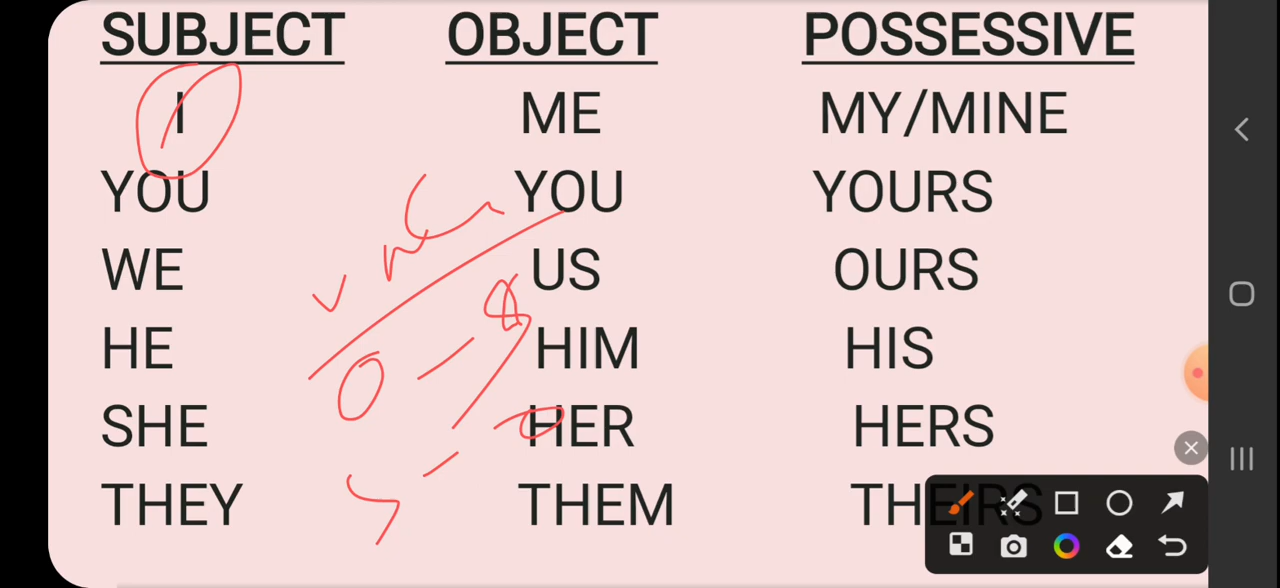 SUBJECT OBJECT POSSESSIVE
I ME MY/MINE
YOU YOU YOURS
WE US OURS
HE HIM HIS
SHE HER HERS
THEY THEM THEIRS